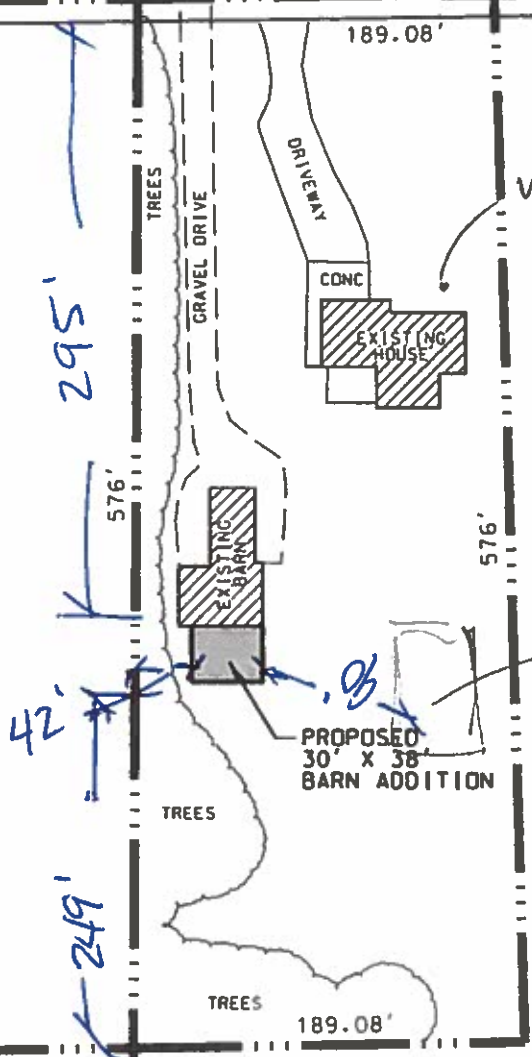 189.08'
TREES
GRAVEL DRIVE
DRIVEWAY
CONC
EXISTING
HOUSE
295'
576'
576'
EXISTING
BARN
42'
PROPOSED
30' X 38'
BARN ADDITION
TREES
249'
TREES
189.08'